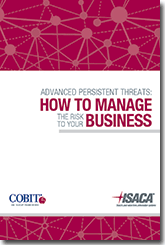 ADVANCED PERSISTENT THREATS:
HOW TO MANAGE
THE RISK
TO YOUR BUSINESS
COBIT
ISACA